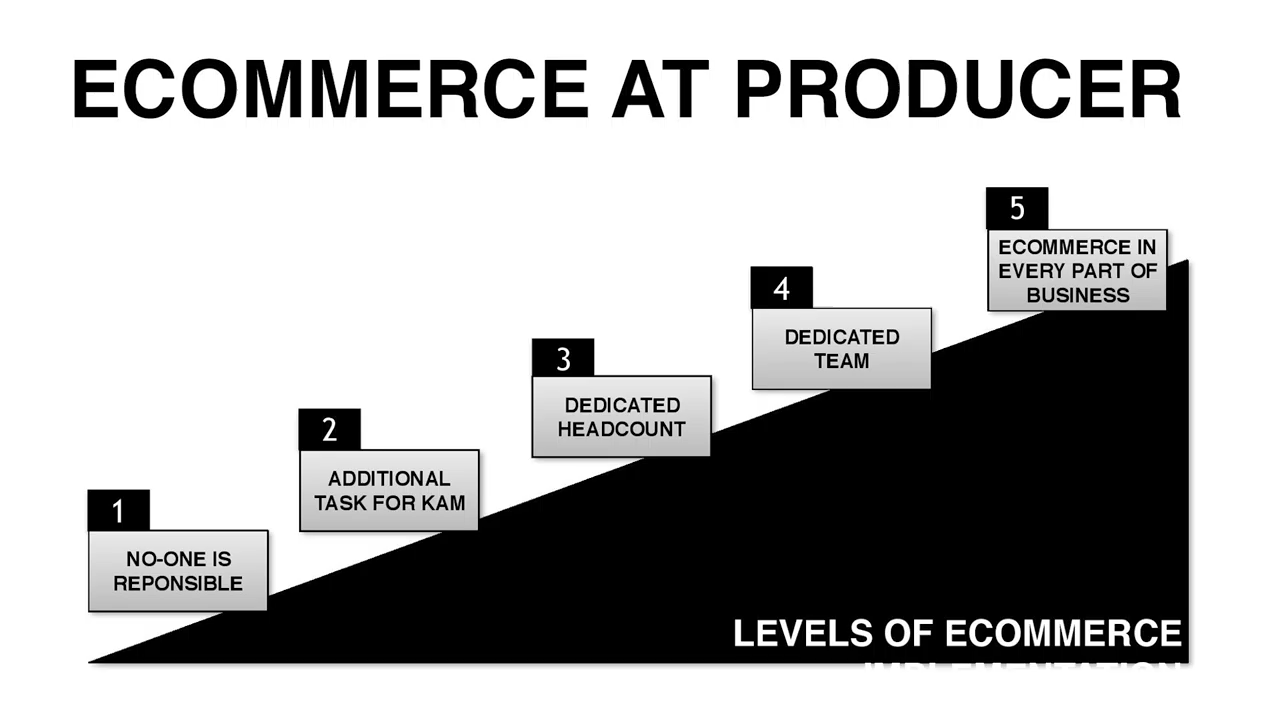 ECOMMERCE AT PRODUCER
1
NO-ONE IS
REPONSIBLE
2
ADDITIONAL
TASK FOR KAM
3
DEDICATED
HEADCOUNT
4
DEDICATED
TEAM
5
ECOMMERCE IN
EVERY PART OF
BUSINESS
LEVELS OF ECOMMERCE
IMPLEMENTATION